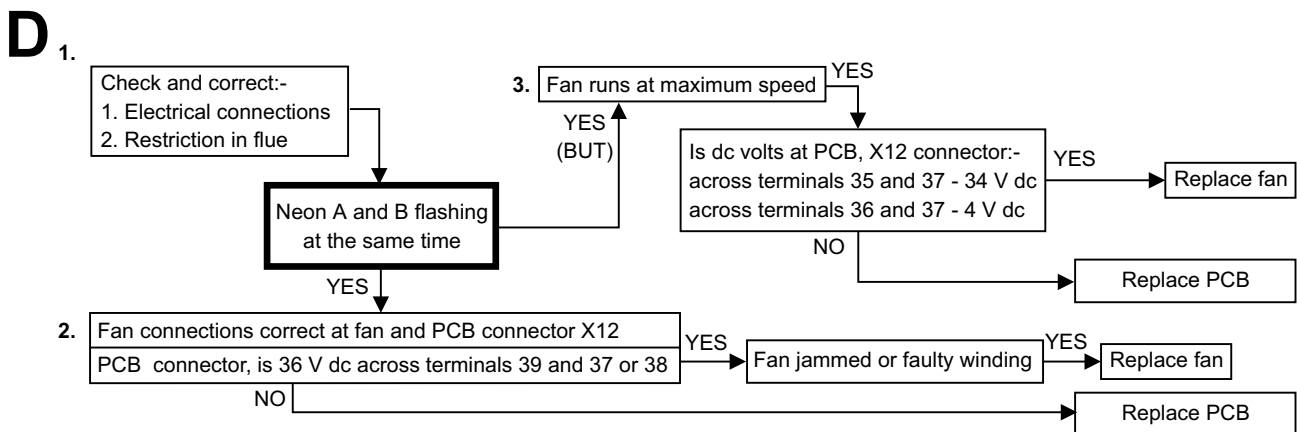 D
1.
Check and correct:-
1. Electrical connections
2. Restriction in flue
Neon A and B flashing
at the same time
YES
(BUT)
3. Fan runs at maximum speed
YES
Is dc volts at PCB, X12 connector:-
across terminals 35 and 37 - 34 V dc
across terminals 36 and 37 - 4 V dc
YES
Replace fan
NO
Replace PCB
YES
2. Fan connections correct at fan and PCB connector X12
PCB connector, is 36 V dc across terminals 39 and 37 or 38
YES
Fan jammed or faulty winding
YES
Replace fan
NO
Replace PCB